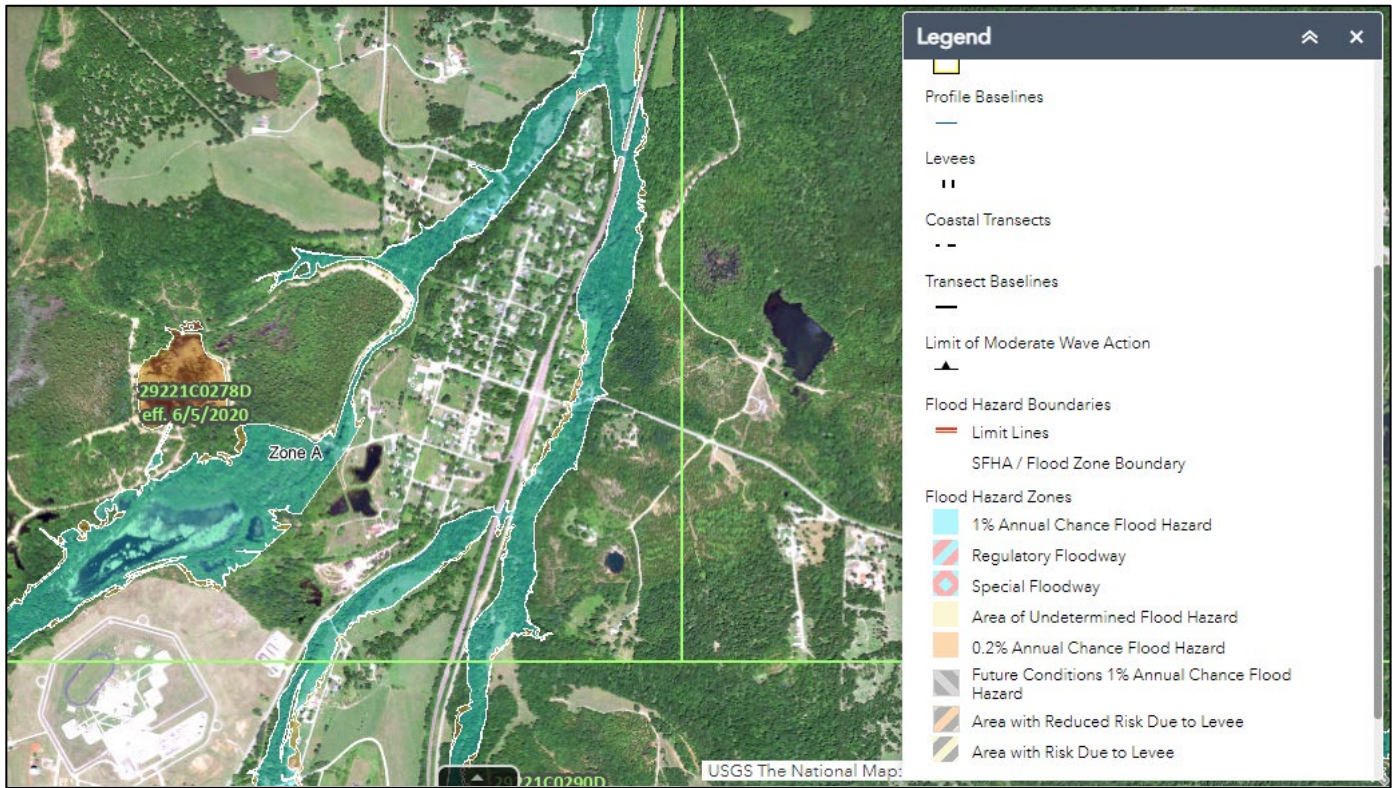 29221C0278D
eff. 6/5/2020
Zone A
29221C0290D
USGS The National Map:
Legend
Profile Baselines
Levees
Coastal Transects
Transect Baselines
Limit of Moderate Wave Action
Flood Hazard Boundaries
Limit Lines
SFHA / Flood Zone Boundary
Flood Hazard Zones
1% Annual Chance Flood Hazard
Regulatory Floodway
Special Floodway
Area of Undetermined Flood Hazard
0.2% Annual Chance Flood Hazard
Future Conditions 1% Annual Chance Flood
Hazard
Area with Reduced Risk Due to Levee
Area with Risk Due to Levee